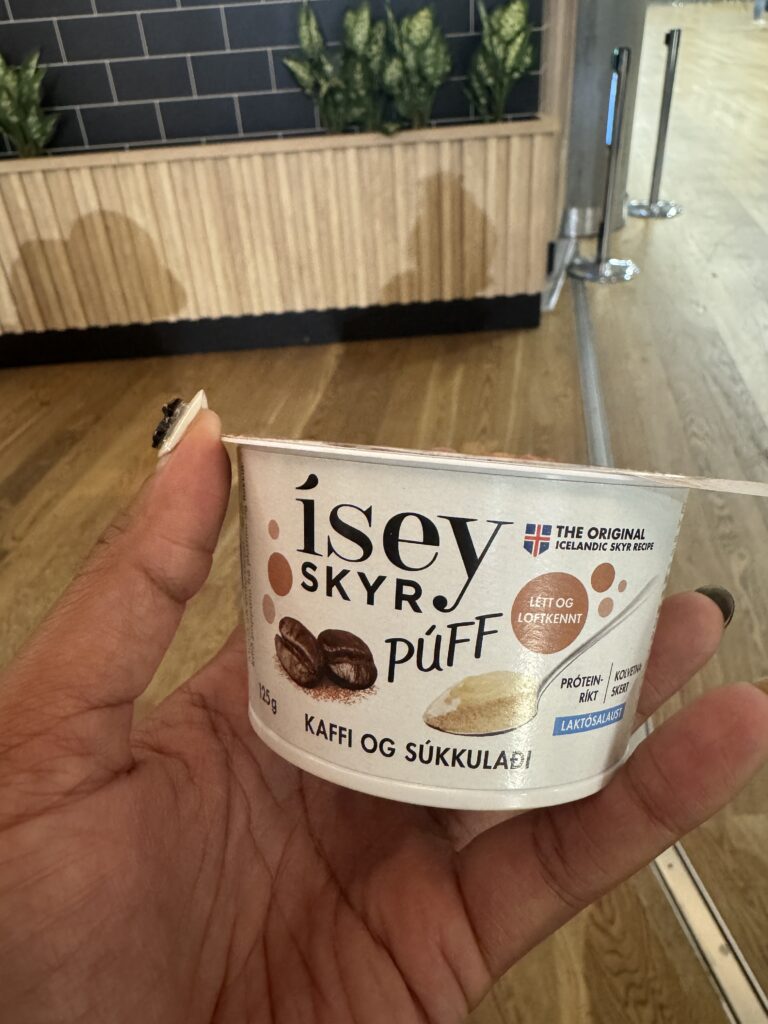 ísey
SKYR
PÚFF
THE ORIGINAL
ICELANDIC SKYR RECIPE
LÉTT OG
LOFTKENNT
PRÓTEIN-
RÍKT
KOLVETNA-
SKERT
LAKTÓSALAUST
125g
KAFFI OG SÚKKULAÐI